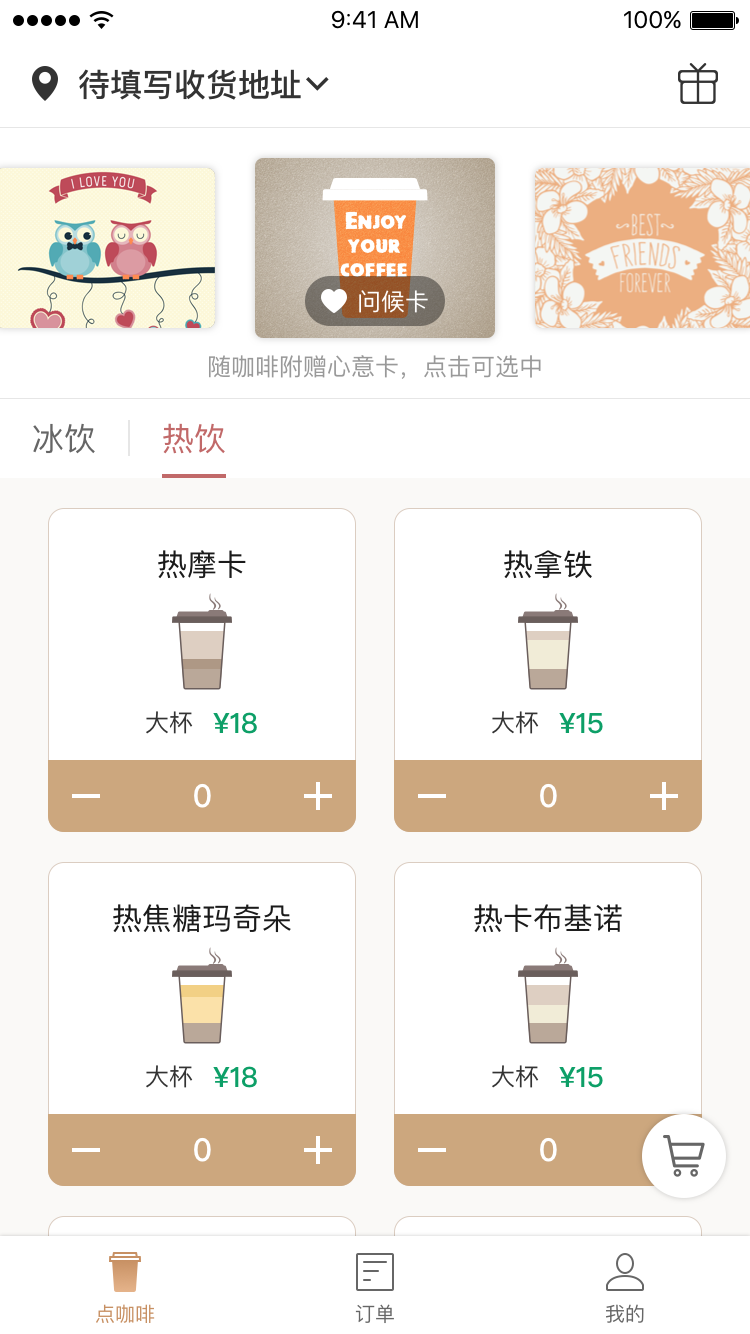 9:41 AM
100%
待填写收货地址
I LOVE YOU
ENJOY
YOUR
COFFEE
问候卡
BEST
FRIENDS
FOREVER
随咖啡附赠心意卡，点击可选中
冰饮
热饮
热摩卡
大杯 ¥18
0
热拿铁
大杯 ¥15
0
热焦糖玛奇朵
大杯 ¥18
0
热卡布基诺
大杯 ¥15
0
点咖啡
订单
我的